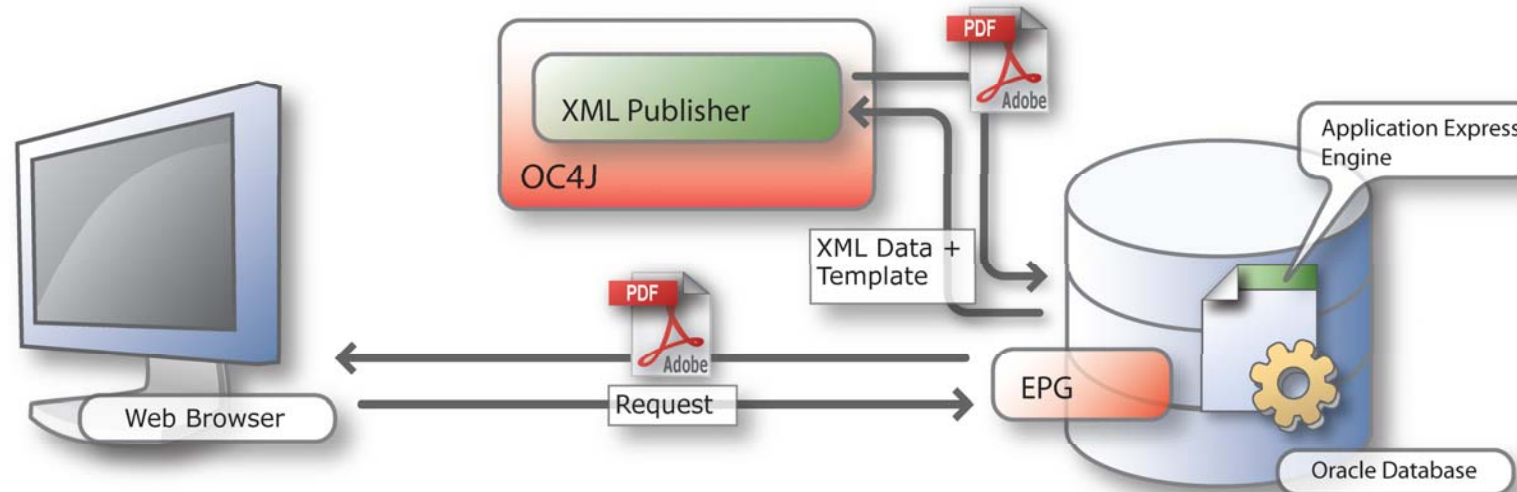 PDF
Adobe
XML Publisher
OC4J
Application Express
Engine
XML Data +
Template
PDF
Adobe
Request
EPG
Web Browser
Oracle Database